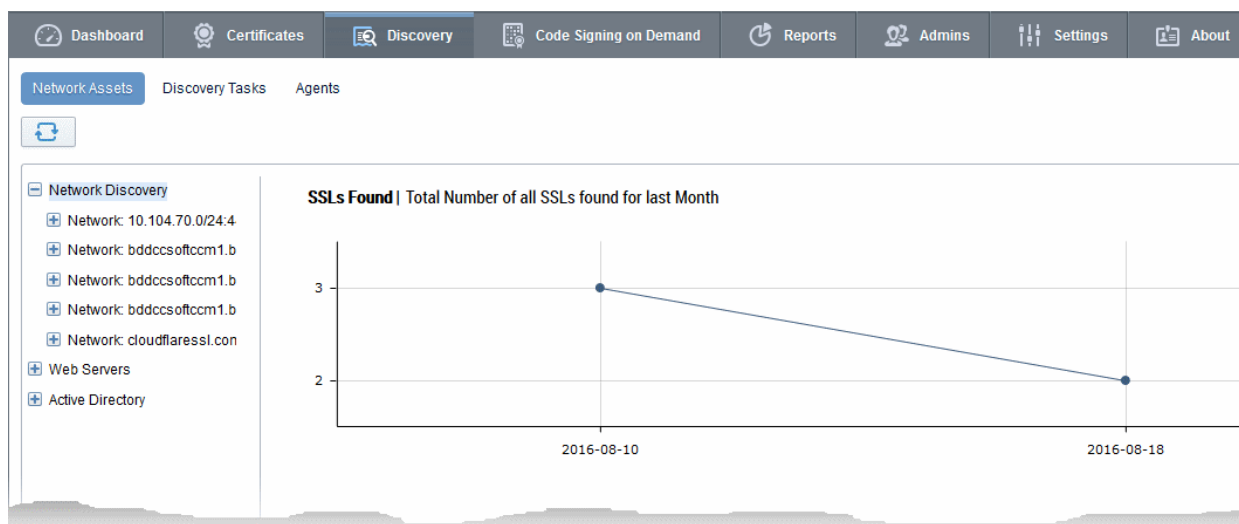 Dashboard Certificates Discovery Code Signing on Demand Reports Admins Settings About
Network Assets Discovery Tasks Agents
Network Discovery
Network: 10.104.70.0/24:4
Network: bddccsoftccm1.b
Network: bddccsoftccm1.b
Network: bddccsoftccm1.b
Network: cloudflaressl.con
Web Servers
Active Directory
SSLs Found | Total Number of all SSLs found for last Month
3
2
2016-08-10 2016-08-18